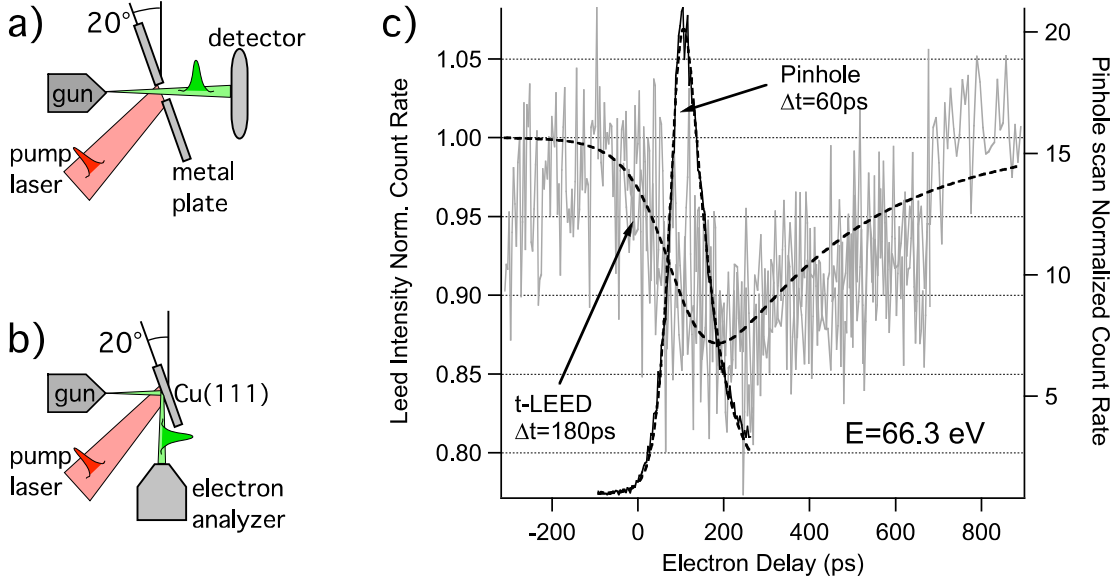 a)
20°
detector
gun
pump
laser
metal
plate
b)
20°
gun
Cu(111)
pump
laser
electron
analyzer
c)
Leed Intensity Norm. Count Rate
1.05
1.00
0.95
0.90
0.85
0.80
Pinhole
Δt=60ps
t-LEED
Δt=180ps
E=66.3 eV
20
15
10
5
Pinhole scan Normalized Count Rate
-200
0
200
400
600
800
Electron Delay (ps)